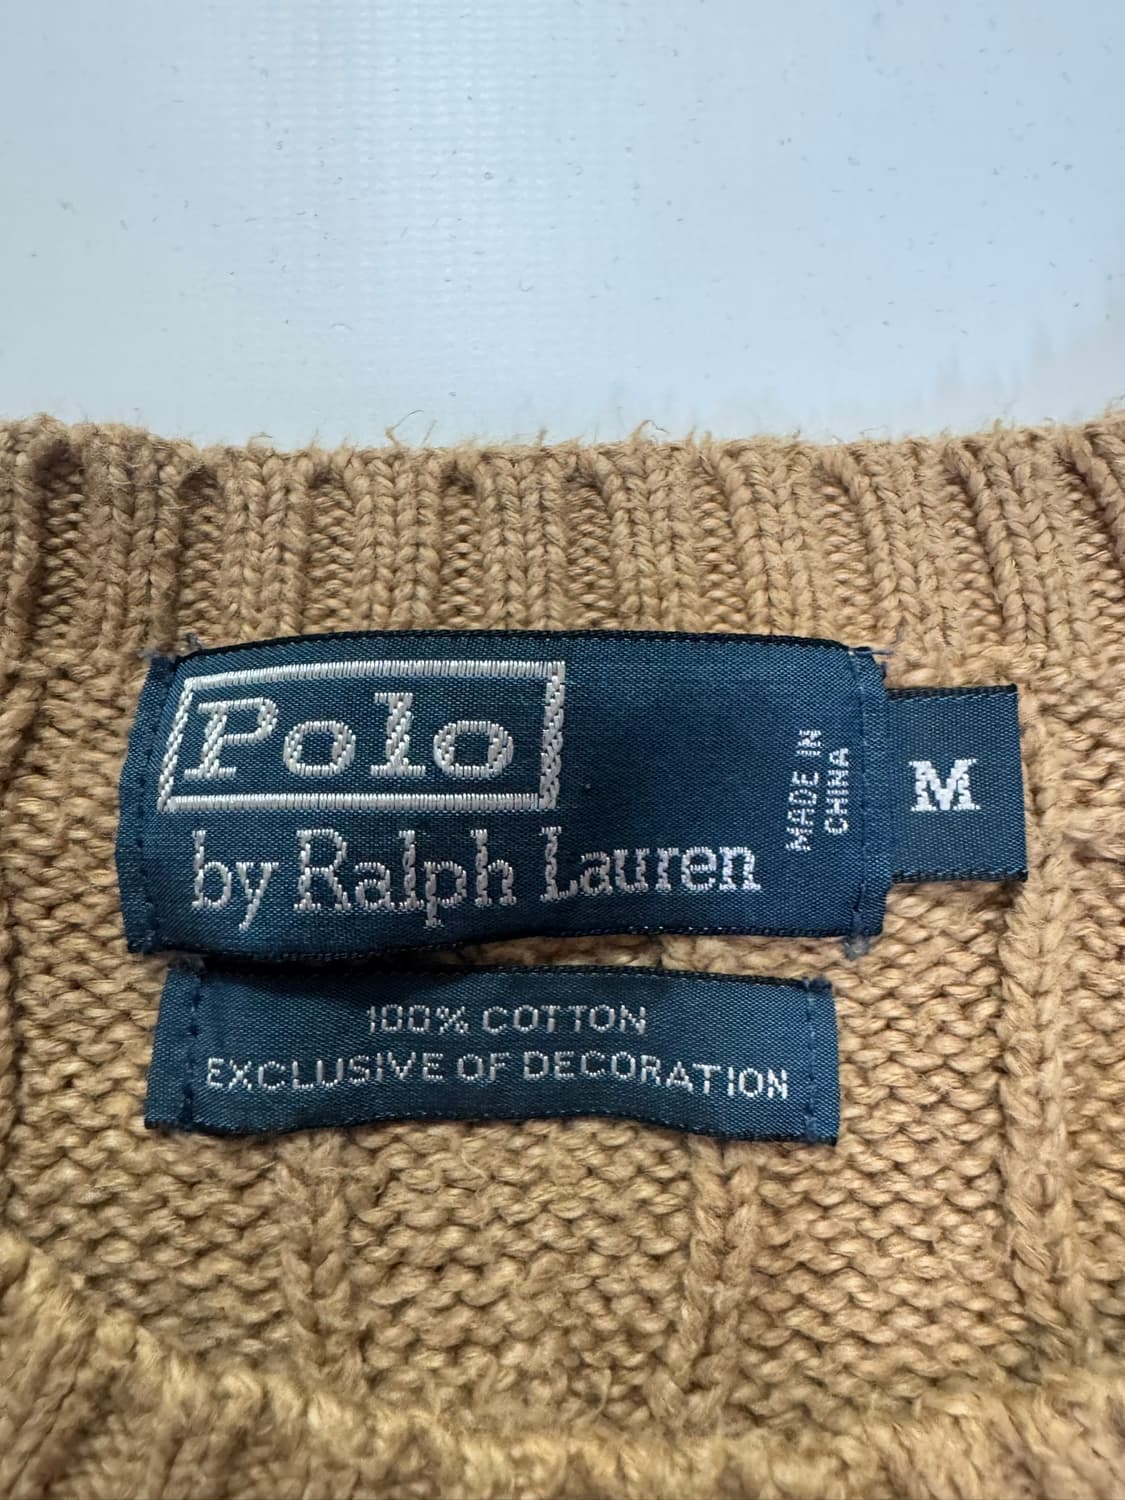 Polo
by Ralph Lauren
MADE IN
CHINA
M
100% COTTON
EXCLUSIVE OF DECORATION